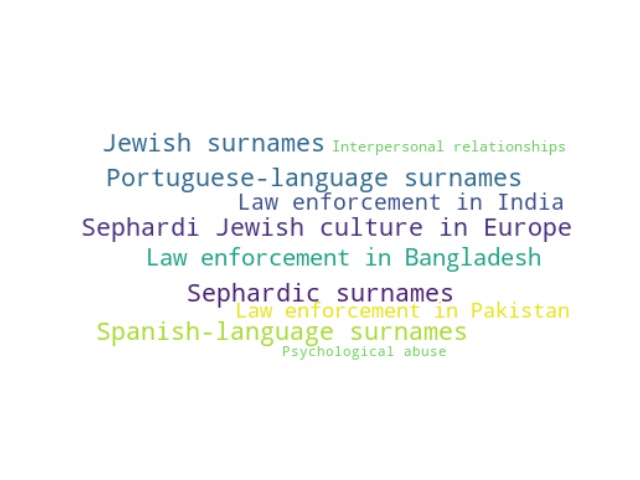 Jewish surnames Interpersonal relationships
Portuguese-language surnames
Law enforcement in India
Sephardi Jewish culture in Europe
Law enforcement in Bangladesh
Sephardic surnames
Law enforcement in Pakistan
Spanish-language surnames
Psychological abuse